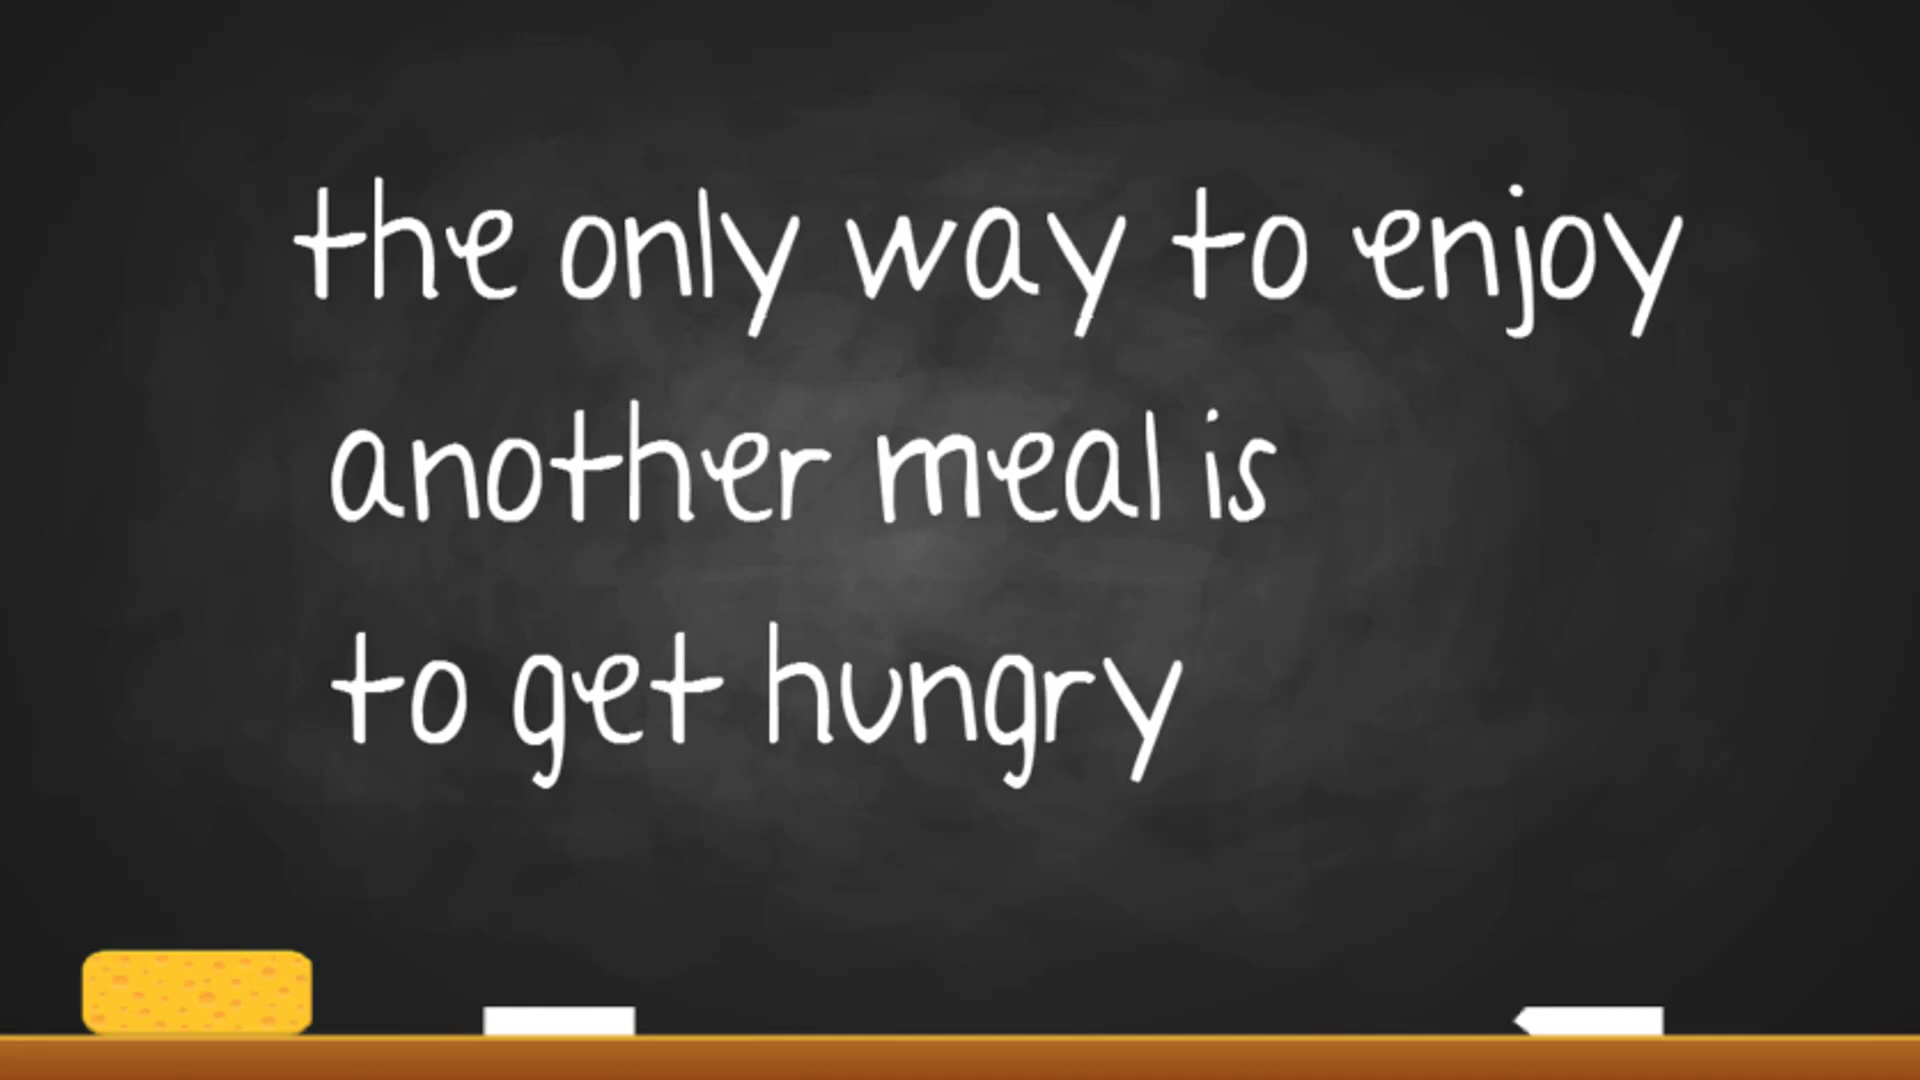 the only way to enjoy
another meal is
to get hungry